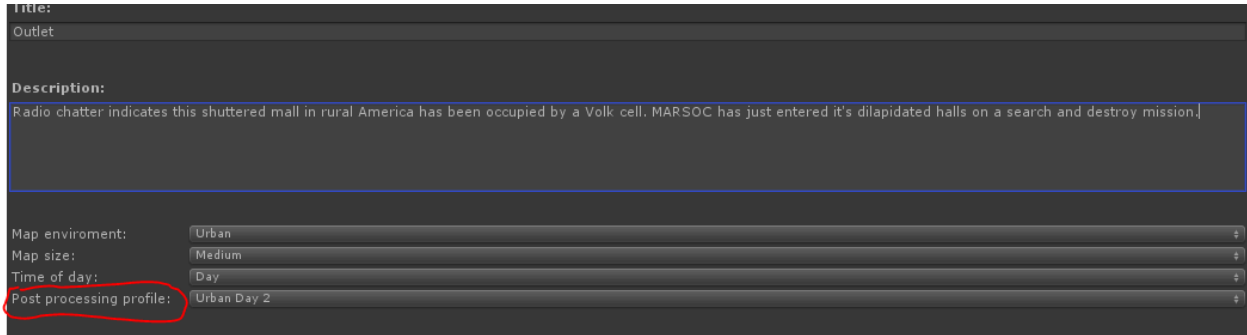 Title:
Outlet
Description:
Radio chatter indicates this shuttered mall in rural America has been occupied by a Volk cell. MARSOC has just entered it's dilapidated halls on a search and destroy mission.
Map enviroment: Urban
Map size: Medium
Time of day: Day
Post processing profile: Urban Day 2